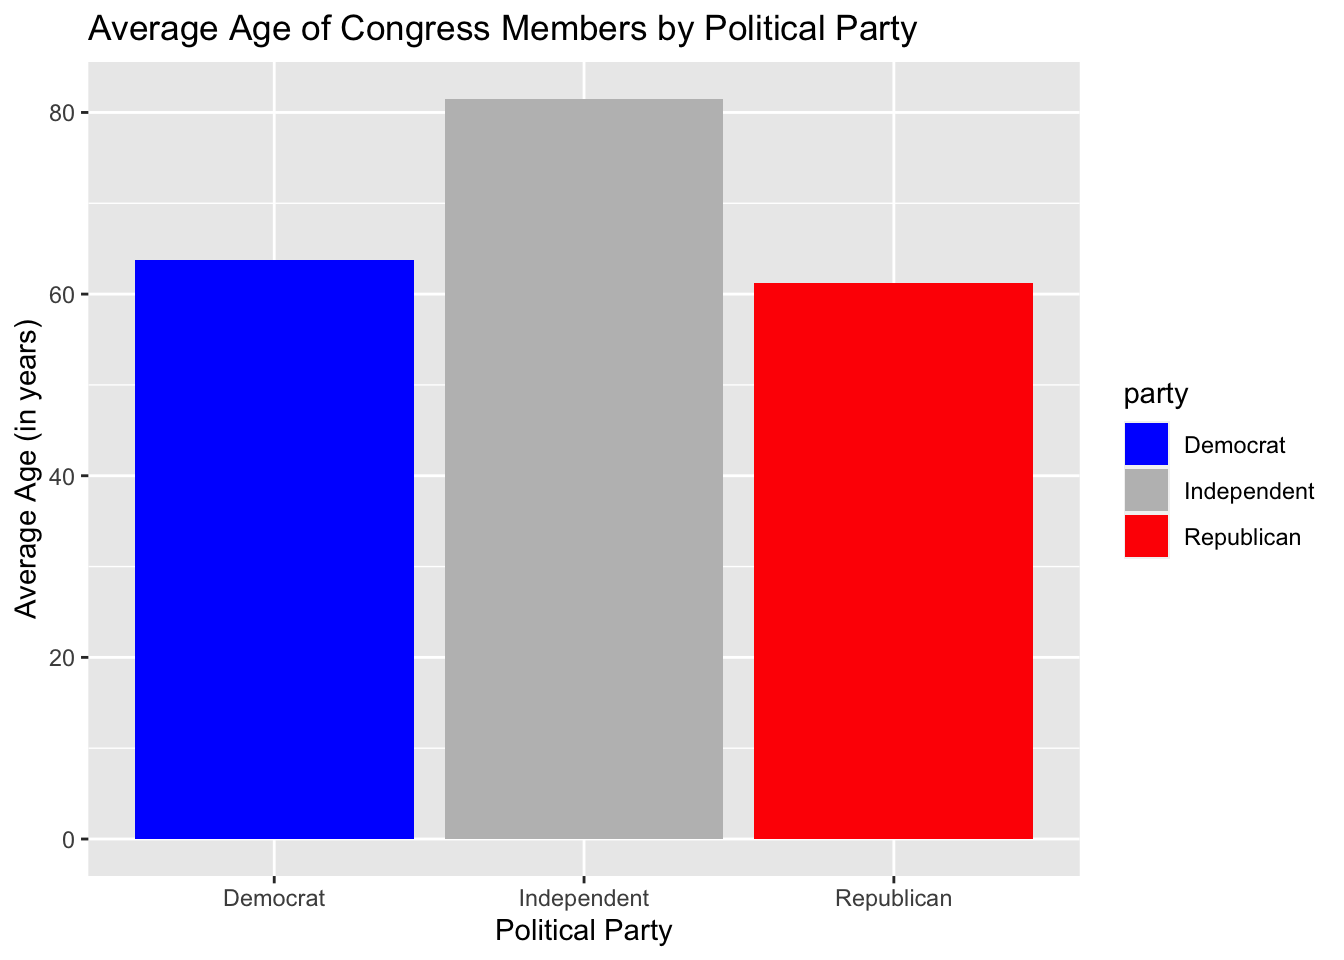 Average Age of Congress Members by Political Party
Average Age (in years)
80
60
40
20
0
Democrat
Independent
Republican
Political Party
party
Democrat
Independent
Republican